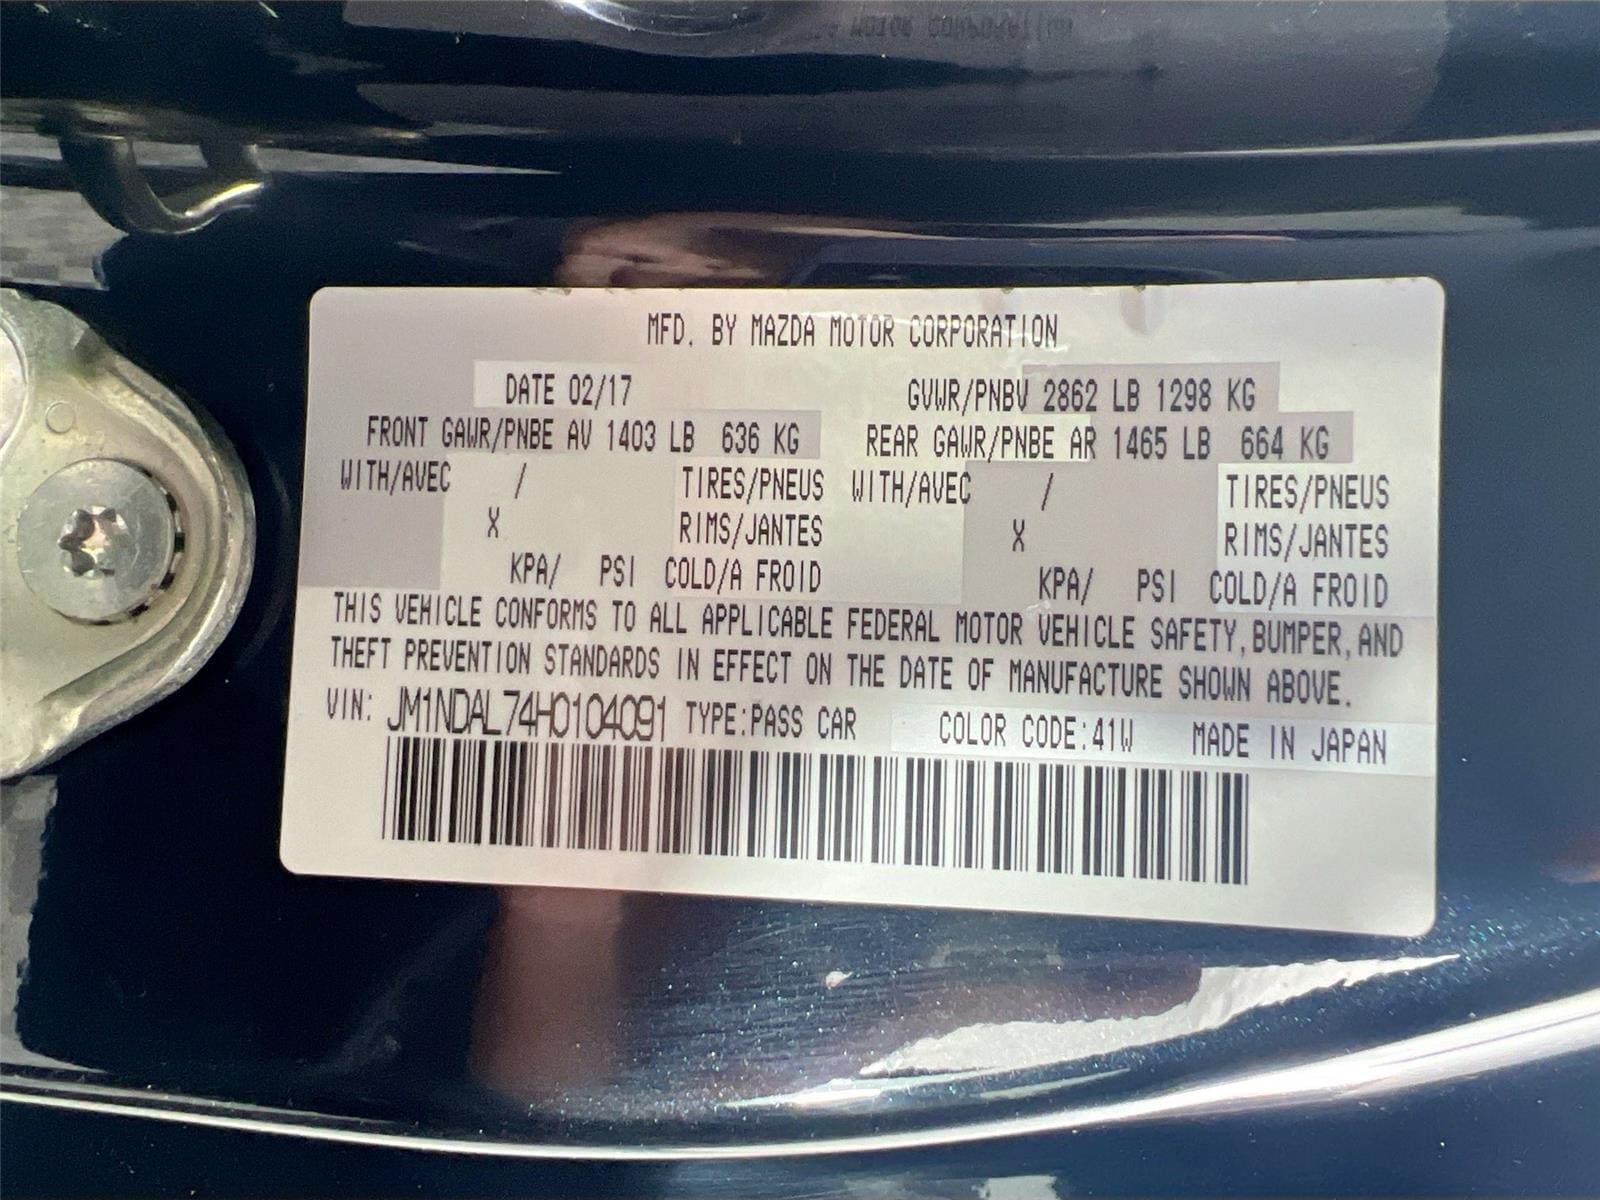 MFD. BY MAZDA MOTOR CORPORATION
DATE 02/17 GVWR/PNBV 2862 LB 1298 KG
FRONT GAWR/PNBE AV 1403 LB 636 KG REAR GAWR/PNBE AR 1465 LB 664 KG
WITH/AVEC / TIRES/PNEUS WITH/AVEC / TIRES/PNEUS
X RIMS/JANTES X RIMS/JANTES
KPA/ PSI COLD/A FROID KPA/ PSI COLD/A FROID
THIS VEHICLE CONFORMS TO ALL APPLICABLE FEDERAL MOTOR VEHICLE SAFETY, BUMPER, AND
THEFT PREVENTION STANDARDS IN EFFECT ON THE DATE OF MANUFACTURE SHOWN ABOVE.
VIN: JM1NDAL74H0104091 TYPE:PASS CAR COLOR CODE:41W MADE IN JAPAN